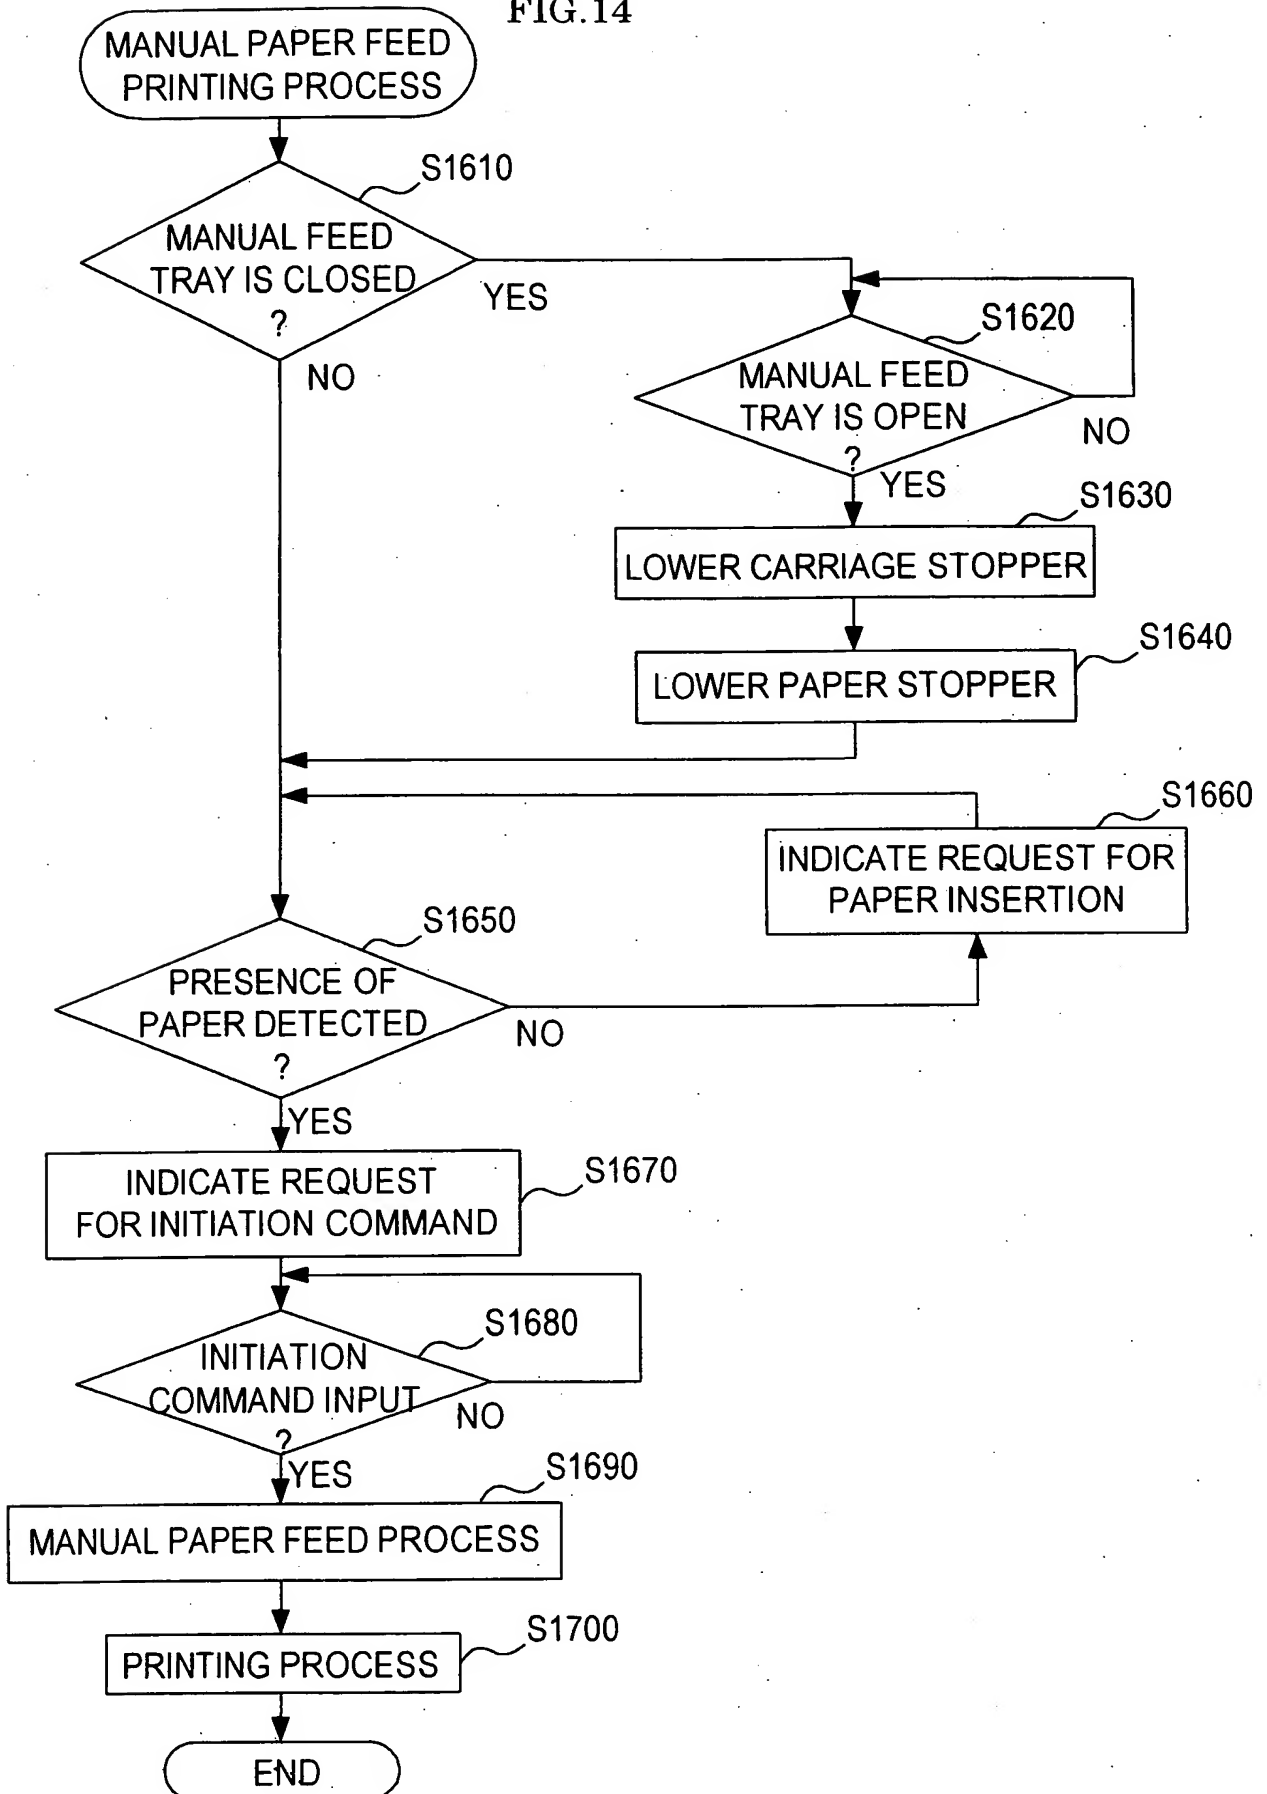 FIG.14
MANUAL PAPER FEED
PRINTING PROCESS
S1610
MANUAL FEED
TRAY IS CLOSED
?
YES
NO
S1620
MANUAL FEED
TRAY IS OPEN
?
NO
YES
S1630
LOWER CARRIAGE STOPPER
S1640
LOWER PAPER STOPPER
S1660
INDICATE REQUEST FOR
PAPER INSERTION
S1650
PRESENCE OF
PAPER DETECTED
?
NO
YES
S1670
INDICATE REQUEST
FOR INITIATION COMMAND
S1680
INITIATION
COMMAND INPUT
?
NO
YES
S1690
MANUAL PAPER FEED PROCESS
S1700
PRINTING PROCESS
END